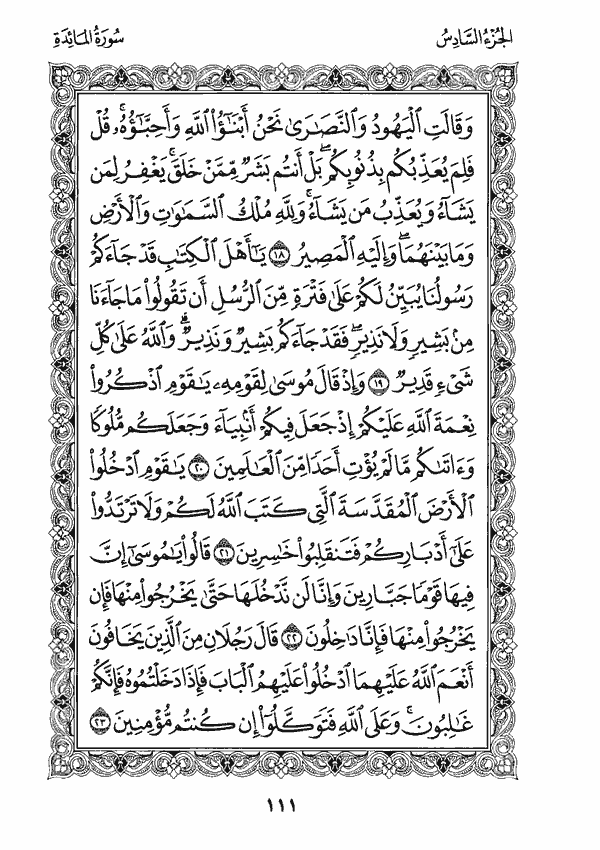 الجُزْءُ السَّادِسُ
سُورَةُ المَائِدَةِ
وَقَالَتِ ٱلْيَهُودُ وَٱلنَّصَٰرَىٰ نَحْنُ أَبْنَٰٓؤُا۟ ٱللَّهِ وَأَحِبَّٰٓؤُهُۥ ۚ قُلْ
فَلِمَ يُعَذِّبُكُم بِذُنُوبِكُم ۖ بَلْ أَنتُم بَشَرٌ مِّمَّنْ خَلَقَ ۚ يَغْفِرُ لِمَن
يَشَآءُ وَيُعَذِّبُ مَن يَشَآءُ ۚ وَلِلَّهِ مُلْكُ ٱلسَّمَٰوَٰتِ وَٱلْأَرْضِ
وَمَا بَيْنَهُمَا ۖ وَإِلَيْهِ ٱلْمَصِيرُ ١٨ يَٰٓأَهْلَ ٱلْكِتَٰبِ قَدْ جَآءَكُمْ
رَسُولُنَا يُبَيِّنُ لَكُمْ عَلَىٰ فَتْرَةٍ مِّنَ ٱلرُّسُلِ أَن تَقُولُوا۟ مَا جَآءَنَا
مِنۢ بَشِيرٍ وَلَا نَذِيرٍ ۖ فَقَدْ جَآءَكُم بَشِيرٌ وَنَذِيرٌ ۗ وَٱللَّهُ عَلَىٰ كُلِّ
شَىْءٍ قَدِيرٌ ١٩ وَإِذْ قَالَ مُوسَىٰ لِقَوْمِهِۦ يَٰقَوْمِ ٱذْكُرُوا۟
نِعْمَةَ ٱللَّهِ عَلَيْكُمْ إِذْ جَعَلَ فِيكُمْ أَنۢبِيَآءَ وَجَعَلَكُم مُّلُوكًا
وَءَاتَىٰكُم مَّا لَمْ يُؤْتِ أَحَدًا مِّنَ ٱلْعَٰلَمِينَ ٢٠ يَٰقَوْمِ ٱدْخُلُوا۟
ٱلْأَرْضَ ٱلْمُقَدَّسَةَ ٱلَّتِى كَتَبَ ٱللَّهُ لَكُمْ وَلَا تَرْتَدُّوا۟
عَلَىٰٓ أَدْبَارِكُمْ فَتَنقَلِبُوا۟ خَٰسِرِينَ ٢١ قَالُوا۟ يَٰمُوسَىٰٓ إِنَّ
فِيهَا قَوْمًا جَبَّارِينَ وَإِنَّا لَن نَّدْخُلَهَا حَتَّىٰ يَخْرُجُوا۟ مِنْهَا فَإِن
يَخْرُجُوا۟ مِنْهَا فَإِنَّا دَٰخِلُونَ ٢٢ قَالَ رَجُلَانِ مِنَ ٱلَّذِينَ يَخَافُونَ
أَنْعَمَ ٱللَّهُ عَلَيْهِمَا ٱدْخُلُوا۟ عَلَيْهِمُ ٱلْبَابَ فَإِذَا دَخَلْتُمُوهُ فَإِنَّكُمْ
غَٰلِبُونَ ۚ وَعَلَى ٱللَّهِ فَتَوَكَّلُوٓا۟ إِن كُنتُم مُّؤْمِنِينَ ٢٣
١١١